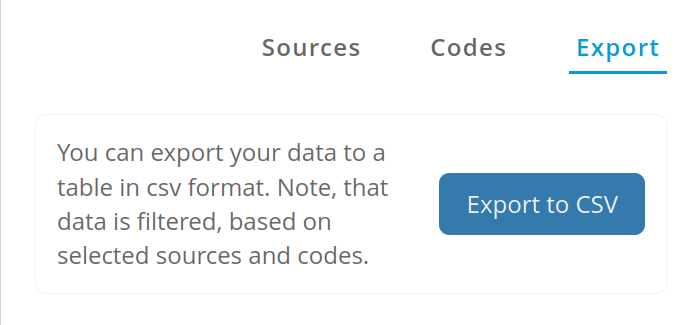 Sources Codes Export
You can export your data to a
table in csv format. Note, that
data is filtered, based on
selected sources and codes.
Export to CSV